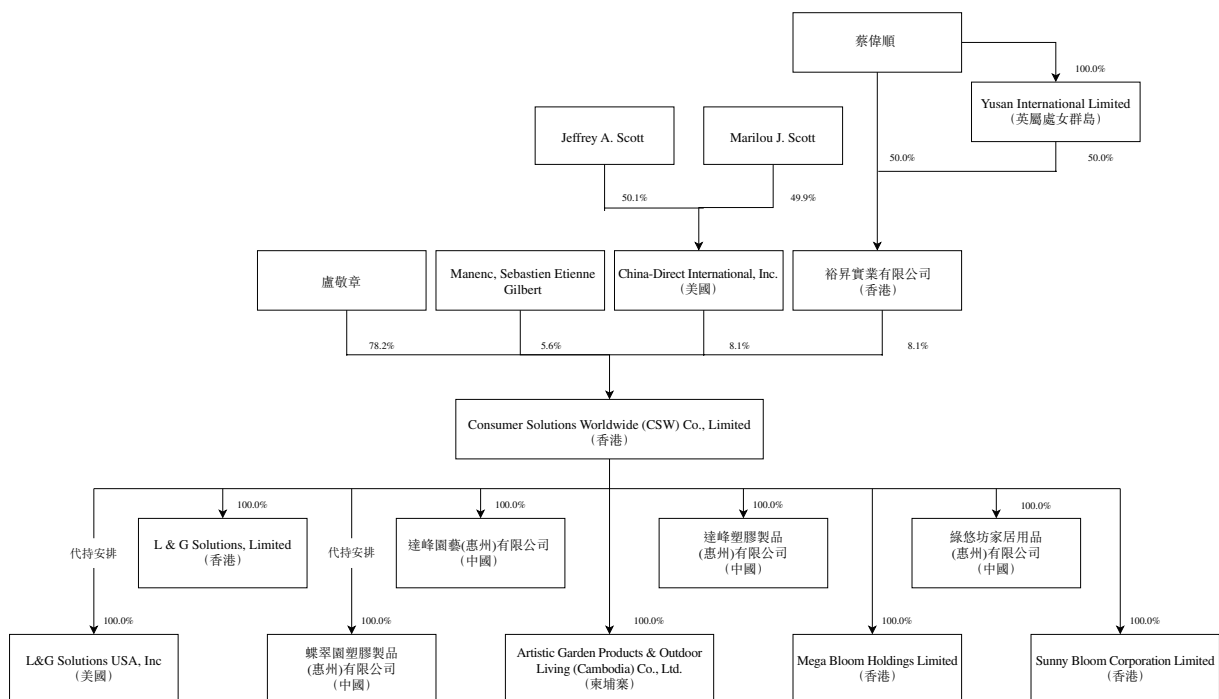 蔡偉順
100.0%
Yusan International Limited
（英屬處女群島）
Jeffrey A. Scott
Marilou J. Scott
50.0%
50.0%
50.1%
49.9%
盧敬章
Manenc, Sebastien Etienne
Gilbert
China-Direct International, Inc.
（美國）
裕昇實業有限公司
（香港）
78.2%
5.6%
8.1%
8.1%
Consumer Solutions Worldwide (CSW) Co., Limited
（香港）
100.0%
100.0%
100.0%
100.0%
代持安排
L & G Solutions, Limited
（香港）
代持安排
達峰園藝(惠州)有限公司
（中國）
達峰塑膠製品
(惠州)有限公司
（中國）
綠悠坊家居用品
(惠州)有限公司
（中國）
100.0%
100.0%
100.0%
100.0%
100.0%
L&G Solutions USA, Inc
（美國）
蝶翠園塑膠製品
(惠州)有限公司
（中國）
Artistic Garden Products & Outdoor
Living (Cambodia) Co., Ltd.
（柬埔寨）
Mega Bloom Holdings Limited
（香港）
Sunny Bloom Corporation Limited
（香港）